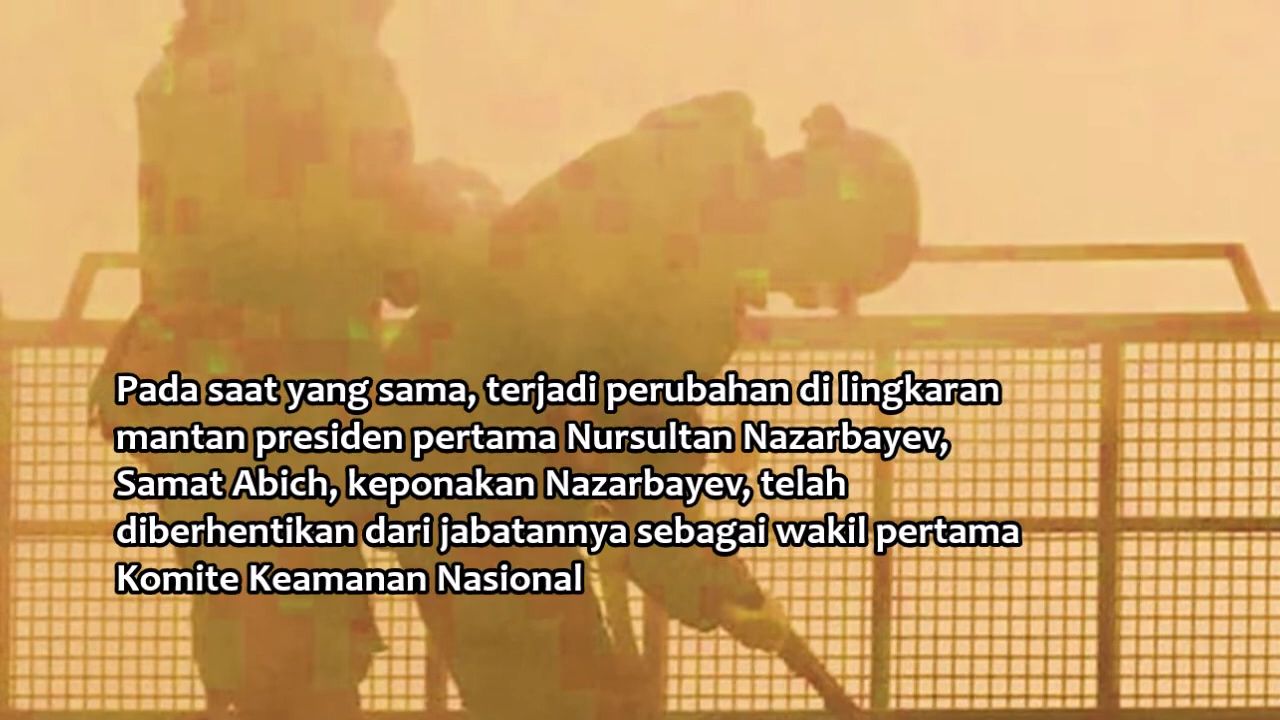 Pada saat yang sama, terjadi perubahan di lingkaran
mantan presiden pertama Nursultan Nazarbayev,
Samat Abich, keponakan Nazarbayev, telah
diberhentikan dari jabatannya sebagai wakil pertama
Komite Keamanan Nasional